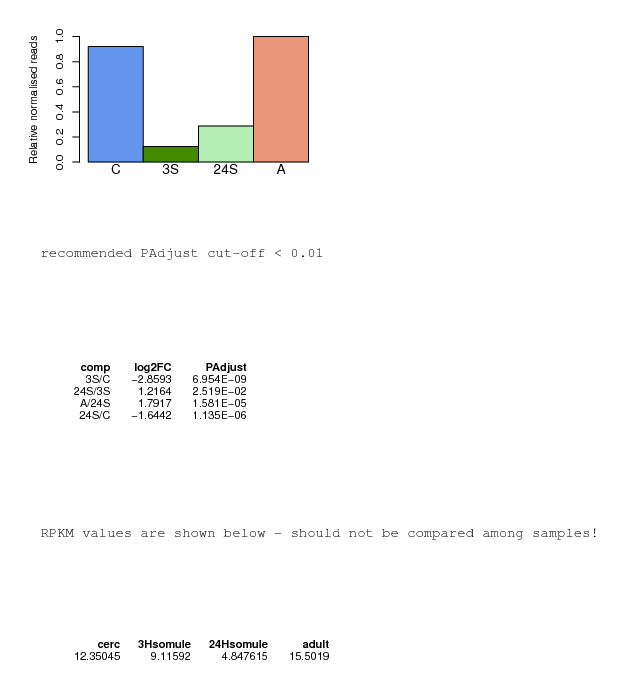 Relative normalised reads
1.0
0.8
0.6
0.4
0.2
0.0
C 3S 24S A
recommended PAdjust cut-off < 0.01
comp log2FC PAdjust
3S/C −2.8593 6.954E−09
24S/3S 1.2164 2.519E−02
A/24S 1.7917 1.581E−05
24S/C −1.6442 1.135E−06
RPKM values are shown below - should not be compared among samples!
cerc 3Hsomule 24Hsomule adult
12.35045 9.11592 4.847615 15.5019